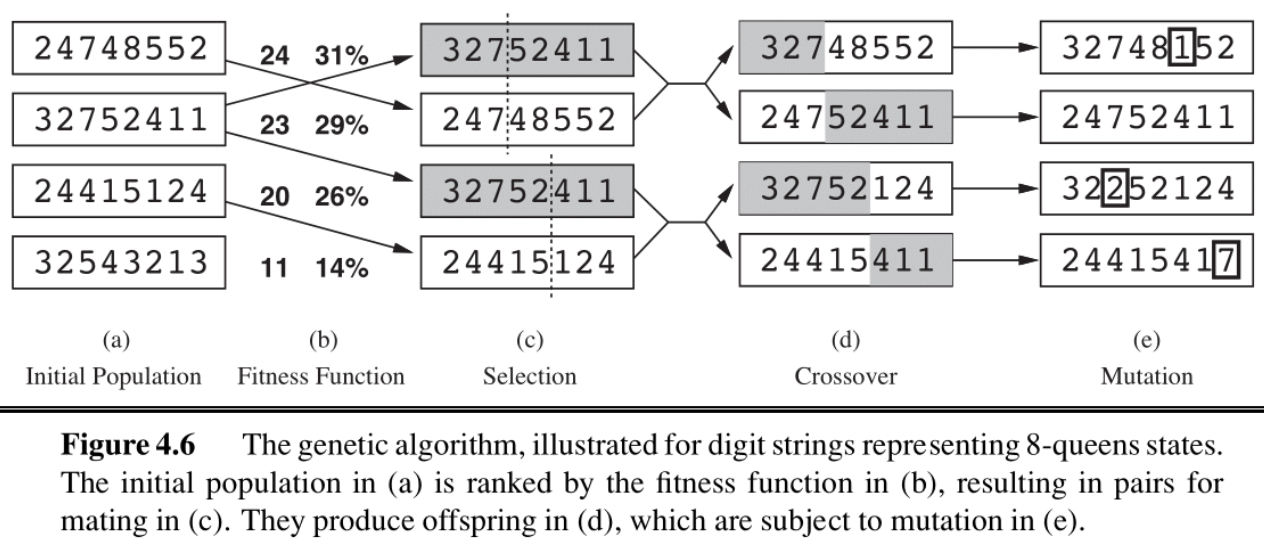 24748552 24 31% 32752411 32748552 32748152
32752411 23 29% 24748552 24752411 24752411
24415124 20 26% 32752411 32752124 32252124
32543213 11 14% 24415124 24415411 24415417
(a) (b) (c) (d) (e)
Initial Population Fitness Function Selection Crossover Mutation
Figure 4.6 The genetic algorithm, illustrated for digit strings representing 8-queens states.
The initial population in (a) is ranked by the fitness function in (b), resulting in pairs for
mating in (c). They produce offspring in (d), which are subject to mutation in (e).